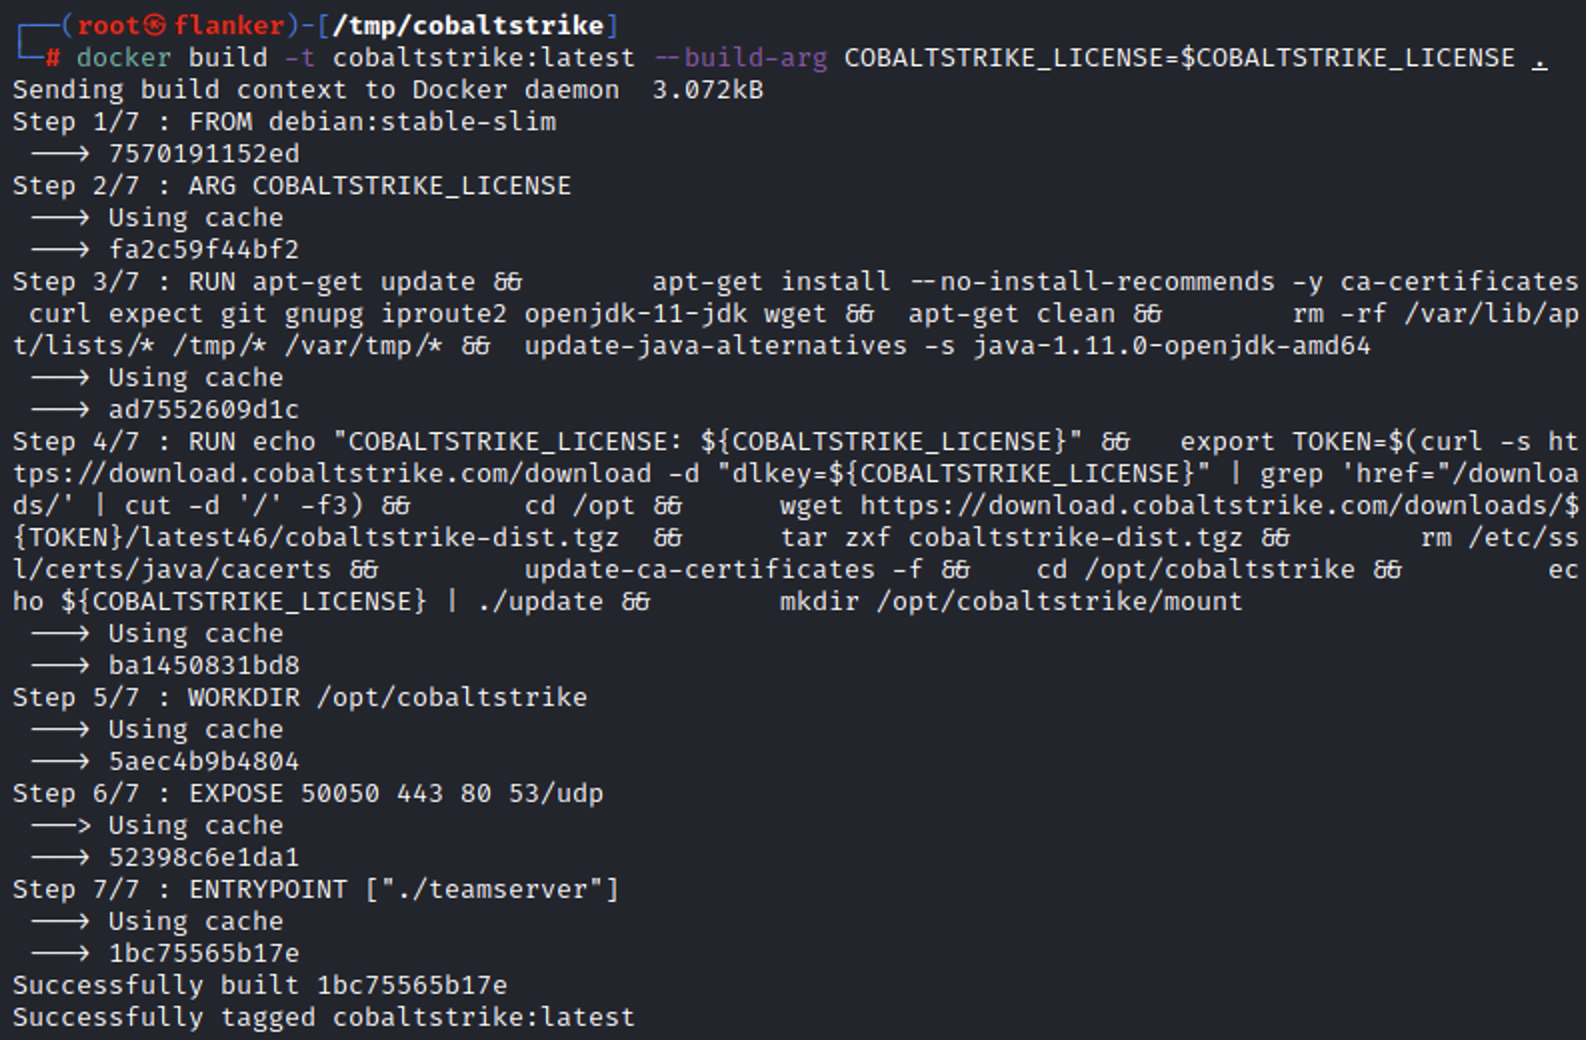 ┌──(root㉿flanker)-[/tmp/cobaltstrike]
└─# docker build -t cobaltstrike:latest --build-arg COBALTSTRIKE_LICENSE=$COBALTSTRIKE_LICENSE .
Sending build context to Docker daemon  3.072kB
Step 1/7 : FROM debian:stable-slim
 ---> 7570191152ed
Step 2/7 : ARG COBALTSTRIKE_LICENSE
 ---> Using cache
 ---> fa2c59f44bf2
Step 3/7 : RUN apt-get update &&        apt-get install --no-install-recommends -y ca-certificates
 curl expect git gnupg iproute2 openjdk-11-jdk wget &&  apt-get clean &&        rm -rf /var/lib/ap
t/lists/* /tmp/* /var/tmp/* &&  update-java-alternatives -s java-1.11.0-openjdk-amd64
 ---> Using cache
 ---> ad7552609d1c
Step 4/7 : RUN echo "COBALTSTRIKE_LICENSE: ${COBALTSTRIKE_LICENSE}" &&   export TOKEN=$(curl -s ht
tps://download.cobaltstrike.com/download -d "dlkey=${COBALTSTRIKE_LICENSE}" | grep 'href="/downloa
ds/' | cut -d '/' -f3) &&       cd /opt &&      wget https://download.cobaltstrike.com/downloads/$
{TOKEN}/latest46/cobaltstrike-dist.tgz  &&      tar zxf cobaltstrike-dist.tgz &&        rm /etc/ss
l/certs/java/cacerts &&         update-ca-certificates -f &&    cd /opt/cobaltstrike &&         ec
ho ${COBALTSTRIKE_LICENSE} | ./update &&        mkdir /opt/cobaltstrike/mount
 ---> Using cache
 ---> ba1450831bd8
Step 5/7 : WORKDIR /opt/cobaltstrike
 ---> Using cache
 ---> 5aec4b9b4804
Step 6/7 : EXPOSE 50050 443 80 53/udp
 ---> Using cache
 ---> 52398c6e1da1
Step 7/7 : ENTRYPOINT ["./teamserver"]
 ---> Using cache
 ---> 1bc75565b17e
Successfully built 1bc75565b17e
Successfully tagged cobaltstrike:latest